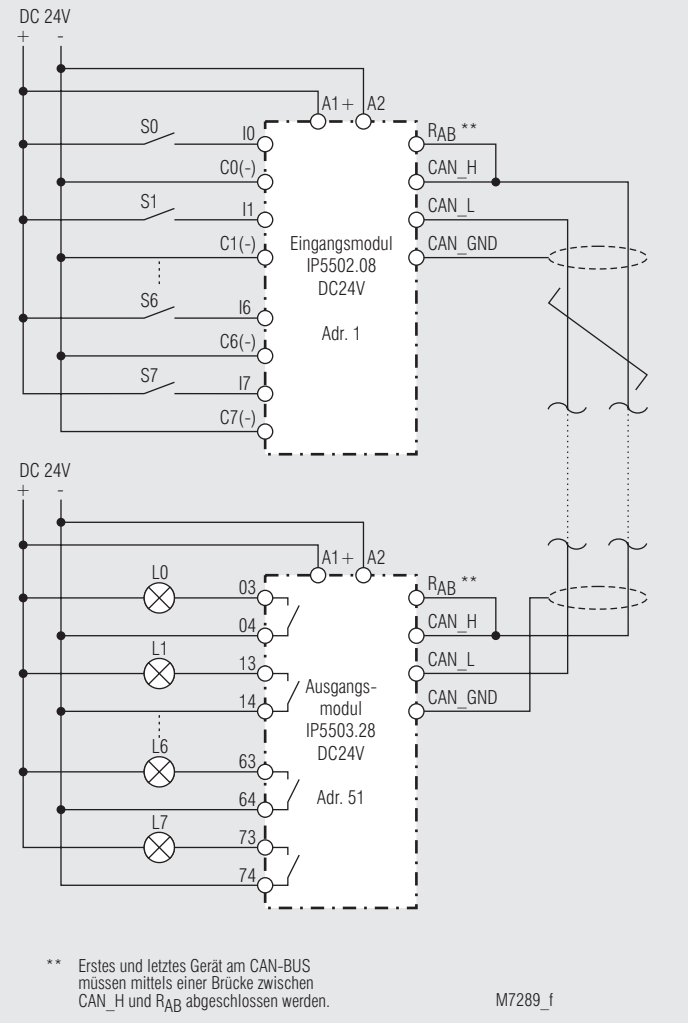 DC 24V
+ -
A1+ A2
S0 I0 RAB **
C0(-) CAN_H
S1 I1 CAN_L
C1(-) CAN_GND
Eingangsmodul
IP5502.08
DC24V
S6 I6
Adr. 1
C6(-)
S7 I7
C7(-)
DC 24V
+ -
A1+ A2
L0 03 RAB **
04 CAN_H
L1 13 CAN_L
14 CAN_GND
Ausgangs-
modul
IP5503.28
DC24V
L6 63
64 Adr. 51
L7 73
74
** Erstes und letztes Gerät am CAN-BUS
müssen mittels einer Brücke zwischen
CAN_H und RAB abgeschlossen werden.
M7289_f